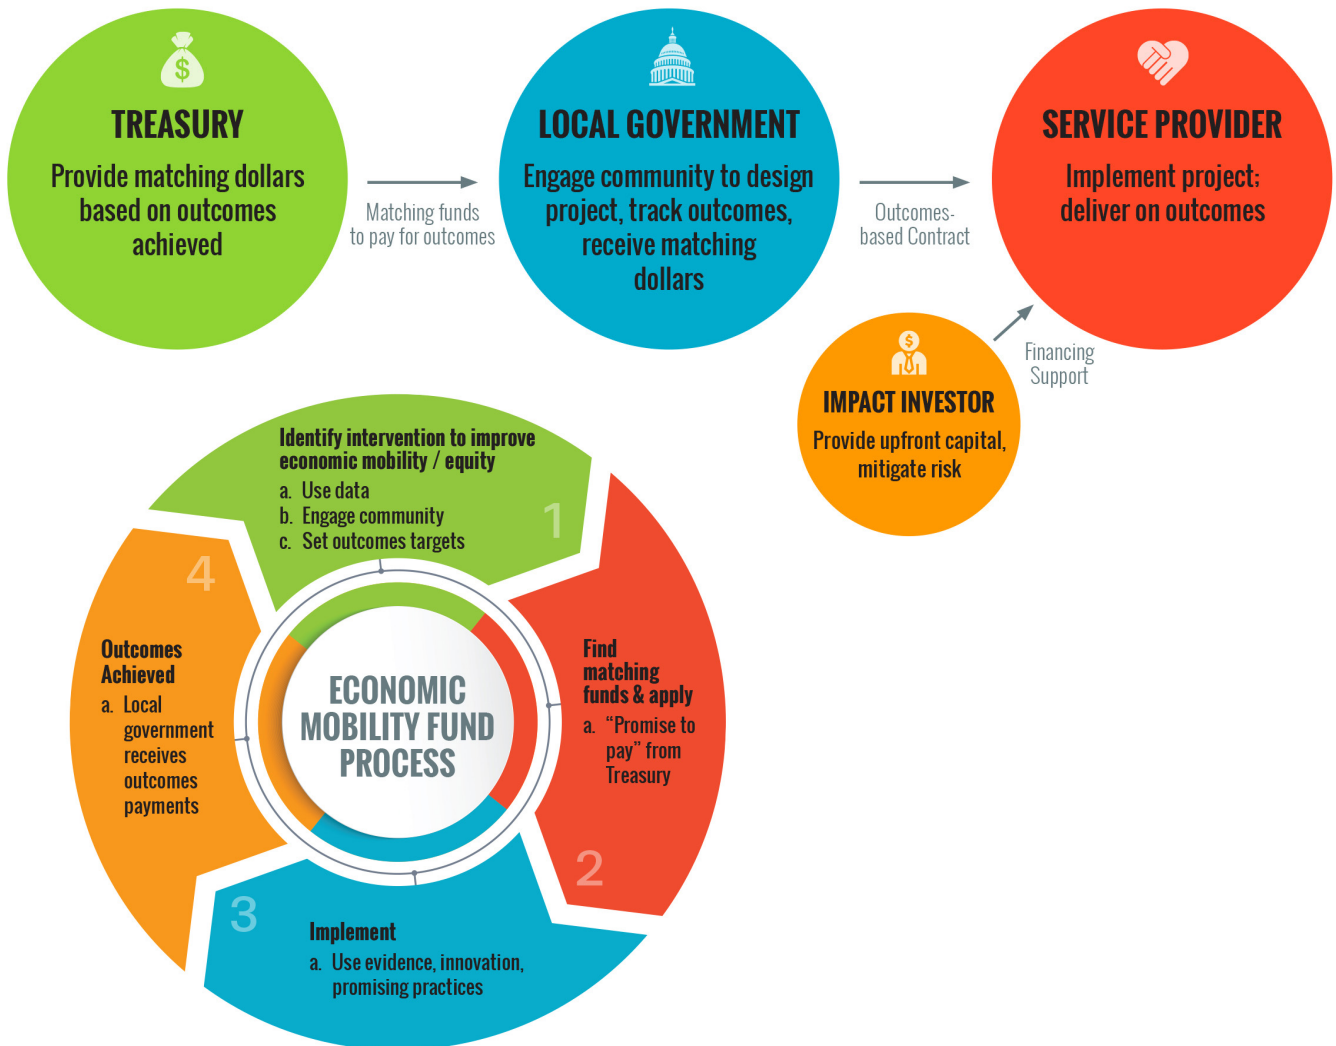 $
TREASURY
Provide matching dollars
based on outcomes
achieved
Matching funds
to pay for outcomes
LOCAL GOVERNMENT
Engage community to design
project, track outcomes,
receive matching
dollars
Outcomes-
based Contract
SERVICE PROVIDER
Implement project;
deliver on outcomes
$
IMPACT INVESTOR
Provide upfront capital,
mitigate risk
Financing
Support
Identify intervention to improve
economic mobility / equity
a. Use data
b. Engage community
c. Set outcomes targets
1
Find
matching
funds & apply
a. “Promise to
pay” from
Treasury
2
3
Implement
a. Use evidence, innovation,
promising practices
4
Outcomes
Achieved
a. Local
government
receives
outcomes
payments
ECONOMIC
MOBILITY FUND
PROCESS